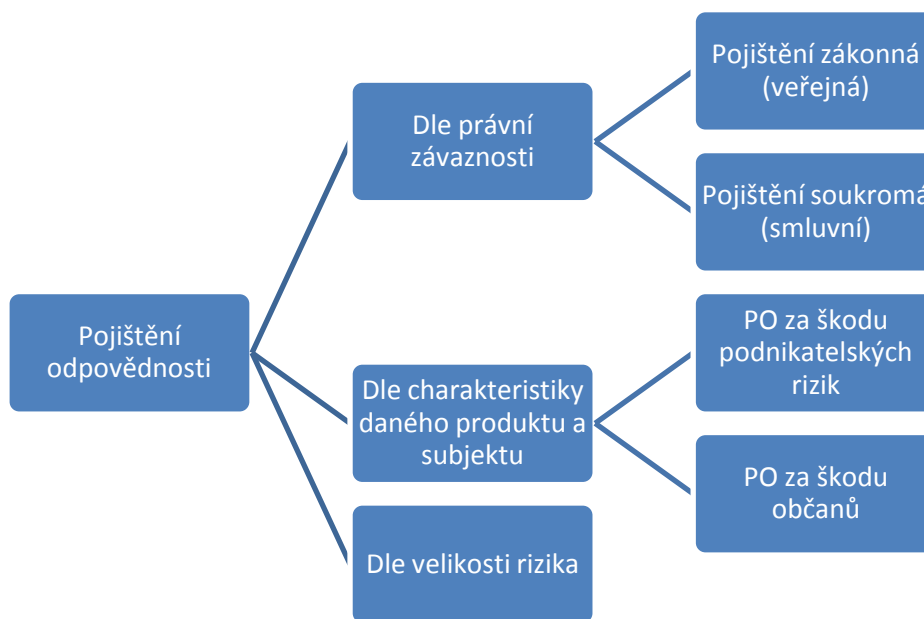 Pojištění
odpovědnosti
Dle právní
závaznosti
Pojištění zákonná
(veřejná)
Pojištění soukromá
(smluvní)
Dle charakteristiky
daného produktu a
subjektu
PO za škodu
podnikatelských
rizik
PO za škodu
občanů
Dle velikosti rizika